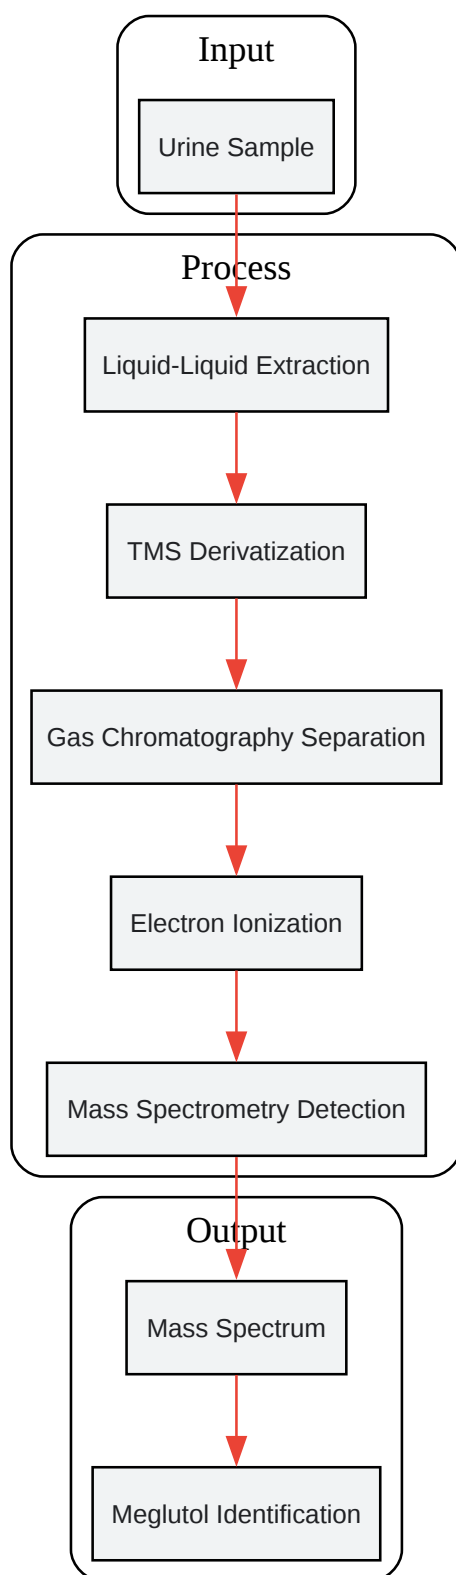 Input
Urine Sample
Process
Liquid-Liquid Extraction
TMS Derivatization
Gas Chromatography Separation
Electron Ionization
Mass Spectrometry Detection
Output
Mass Spectrum
Meglutol Identification